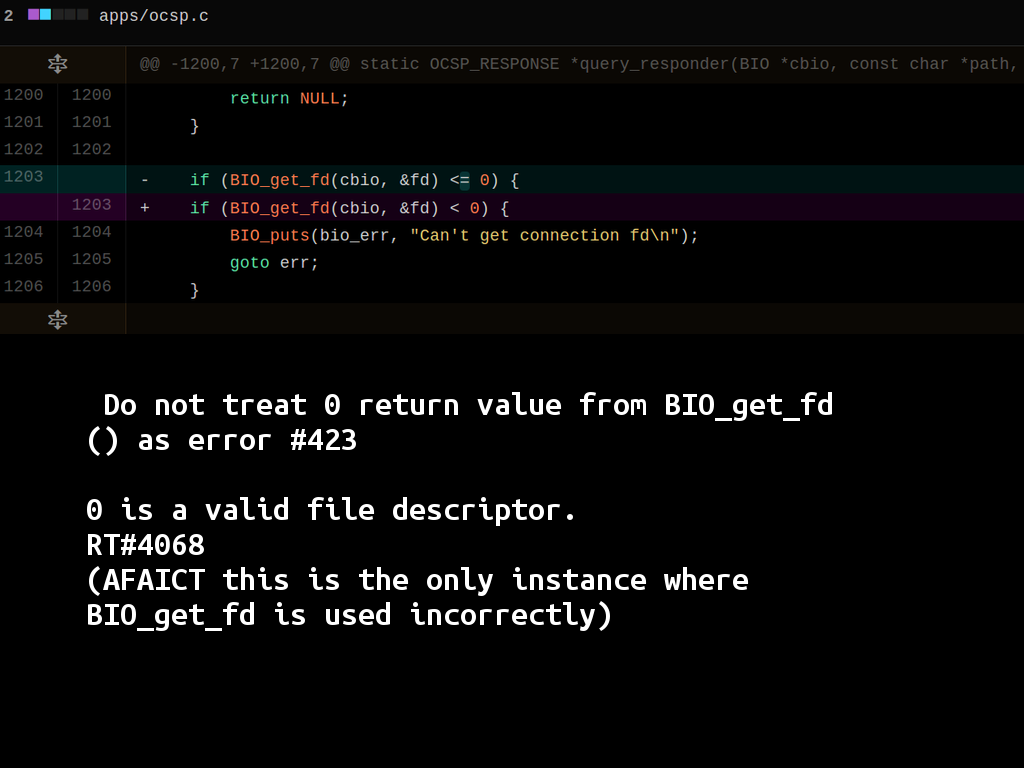 2 apps/ocsp.c
@@ -1200,7 +1200,7 @@ static OCSP_RESPONSE *query_responder(BIO *cbio, const char *path,
1200 1200 return NULL;
1201 1201 }
1202 1202
1203 - if (BIO_get_fd(cbio, &fd) <= 0) {
1203 + if (BIO_get_fd(cbio, &fd) < 0) {
1204 1204 BIO_puts(bio_err, "Can't get connection fd\n");
1205 1205 goto err;
1206 1206 }
Do not treat 0 return value from BIO_get_fd
() as error #423
0 is a valid file descriptor.
RT#4068
(AFAICT this is the only instance where
BIO_get_fd is used incorrectly)